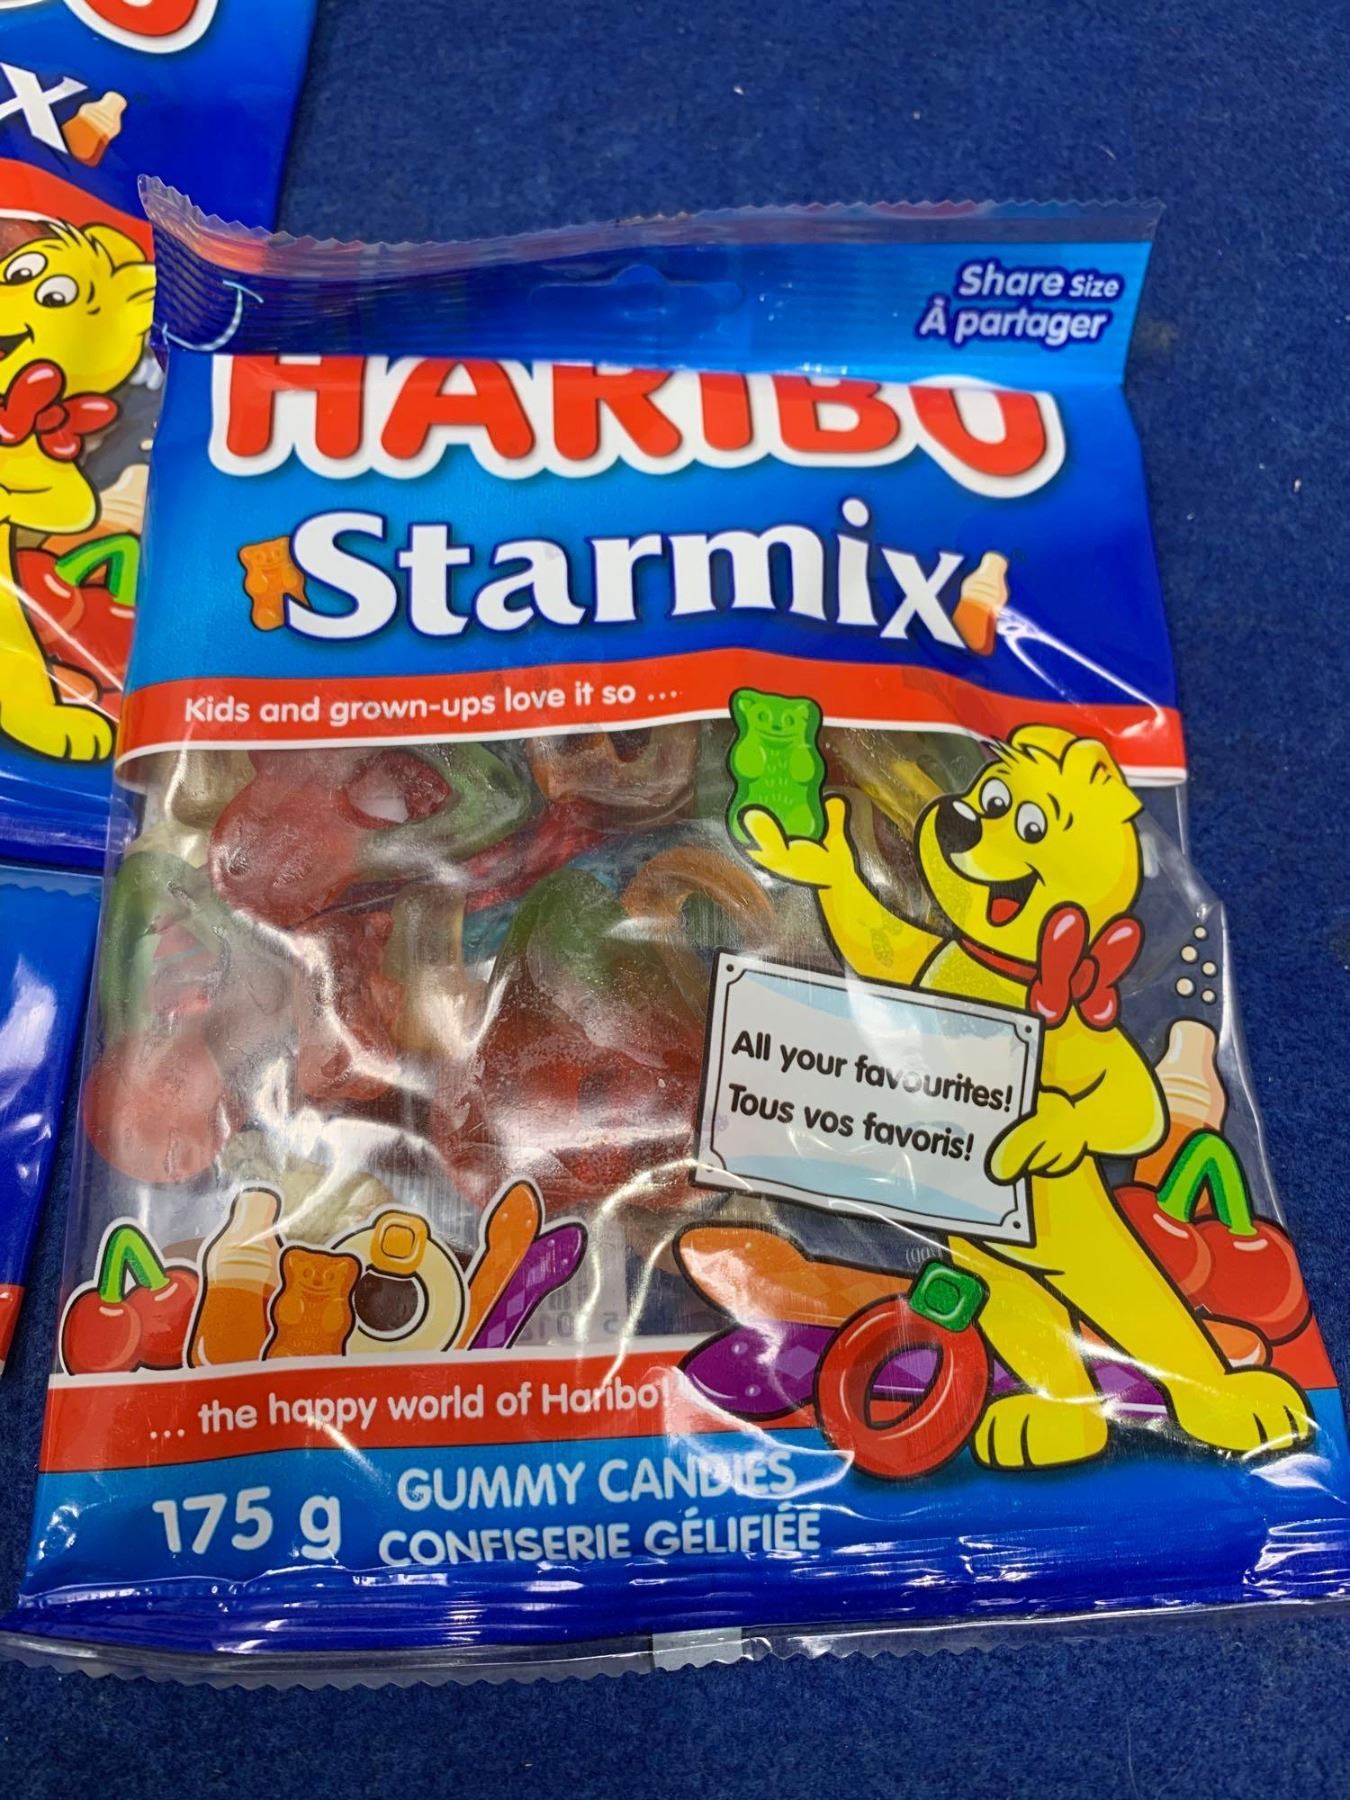 X
Share Size
À partager
HARIBO
Starmix
Kids and grown-ups love it so ...
All your favourites!
Tous vos favoris!
... the happy world of Haribo!
175 g
GUMMY CANDIES
CONFISERIE GÉLIFIÉE